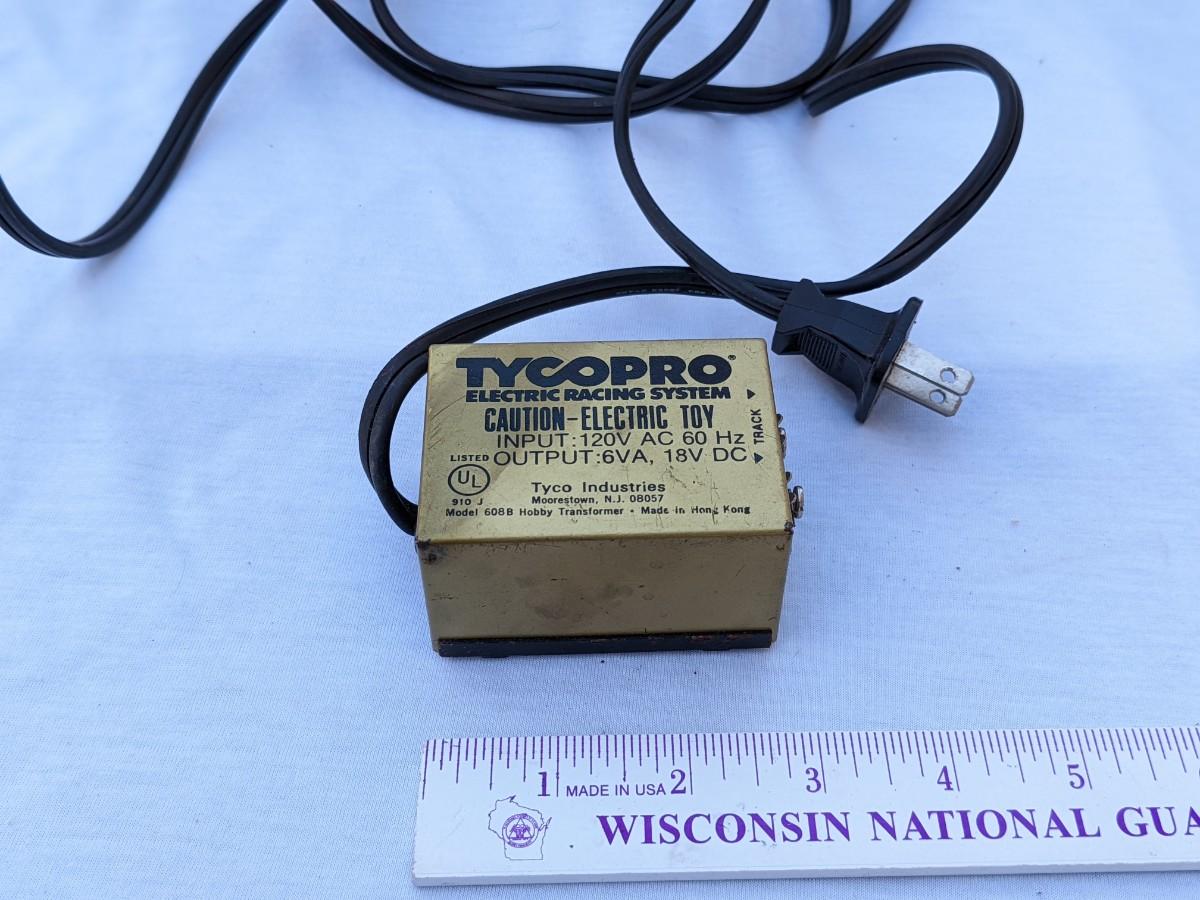 TYCOPRO®
ELECTRIC RACING SYSTEM
CAUTION-ELECTRIC TOY
INPUT:120V AC 60 Hz
OUTPUT:6VA, 18V DC
TRACK
LISTED
UL
910 J
Tyco Industries
Moorestown, N.J. 08057
Model 608B Hobby Transformer • Made in Hong Kong
1 MADE IN USA 2 3 4 5
WISCONSIN NATIONAL GUA